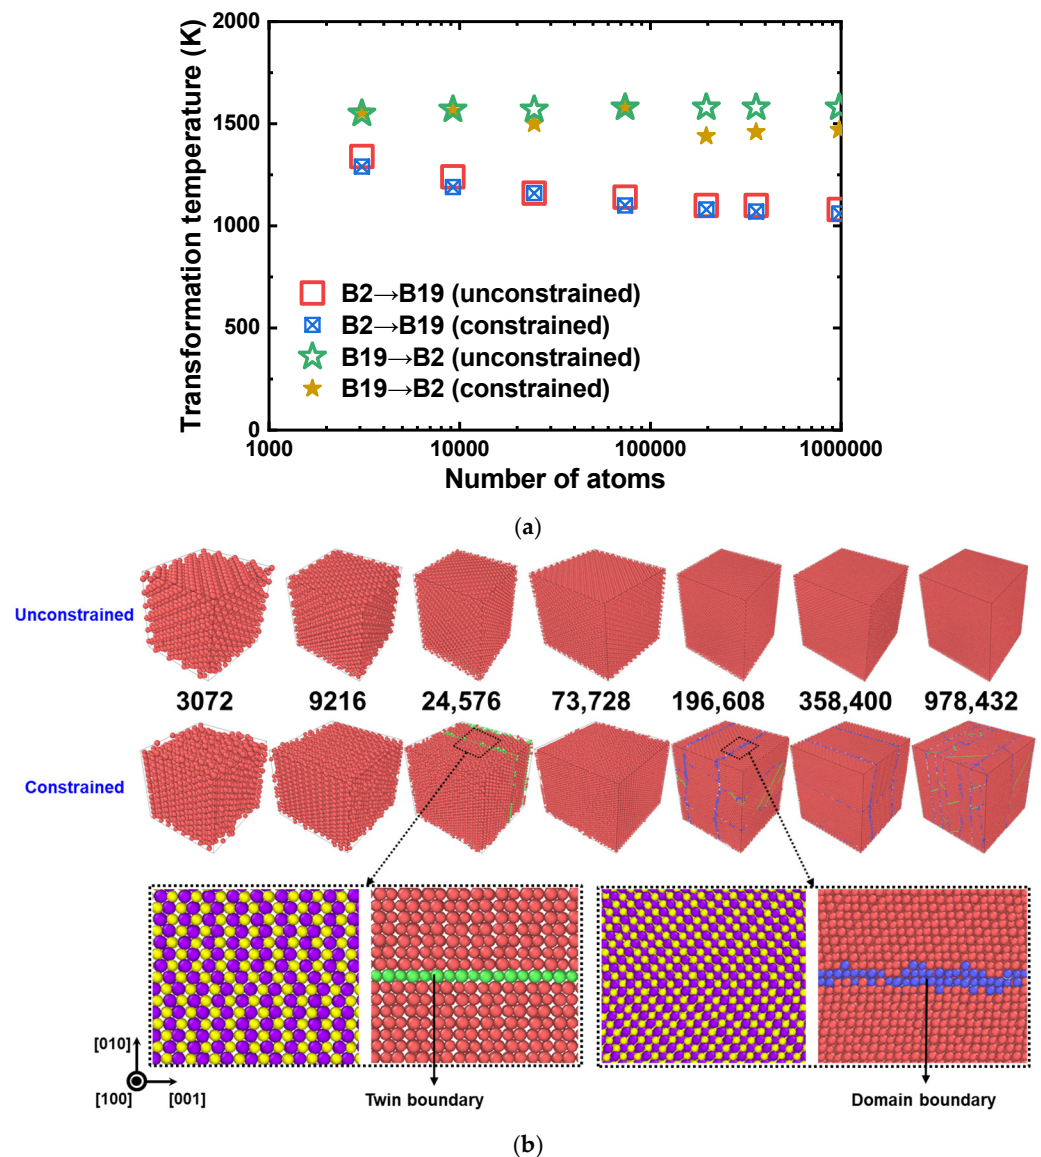 2000
1500
1000
500
0
Transformation temperature (K)
B2→B19 (unconstrained)
B2→B19 (constrained)
B19→B2 (unconstrained)
B19→B2 (constrained)
1000 10000 100000 1000000
Number of atoms
(a)
Unconstrained
3072 9216 24,576 73,728 196,608 358,400 978,432
Constrained
[010]
[100] [001]
Twin boundary Domain boundary
(b)